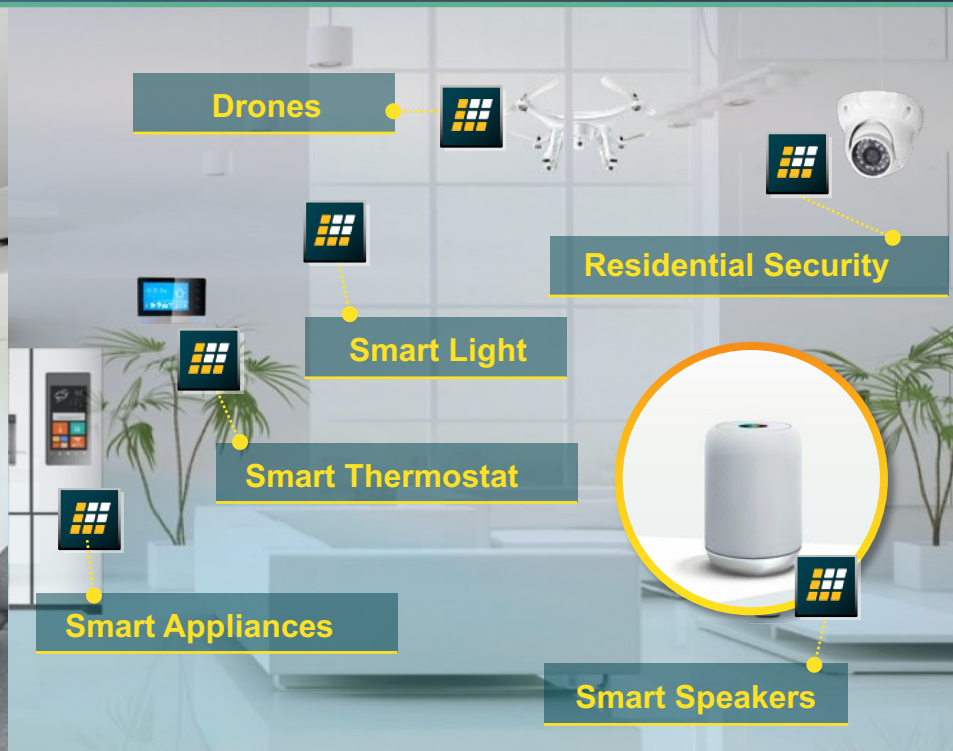 Drones
Residential Security
Smart Light
Smart Thermostat
Smart Appliances
Smart Speakers